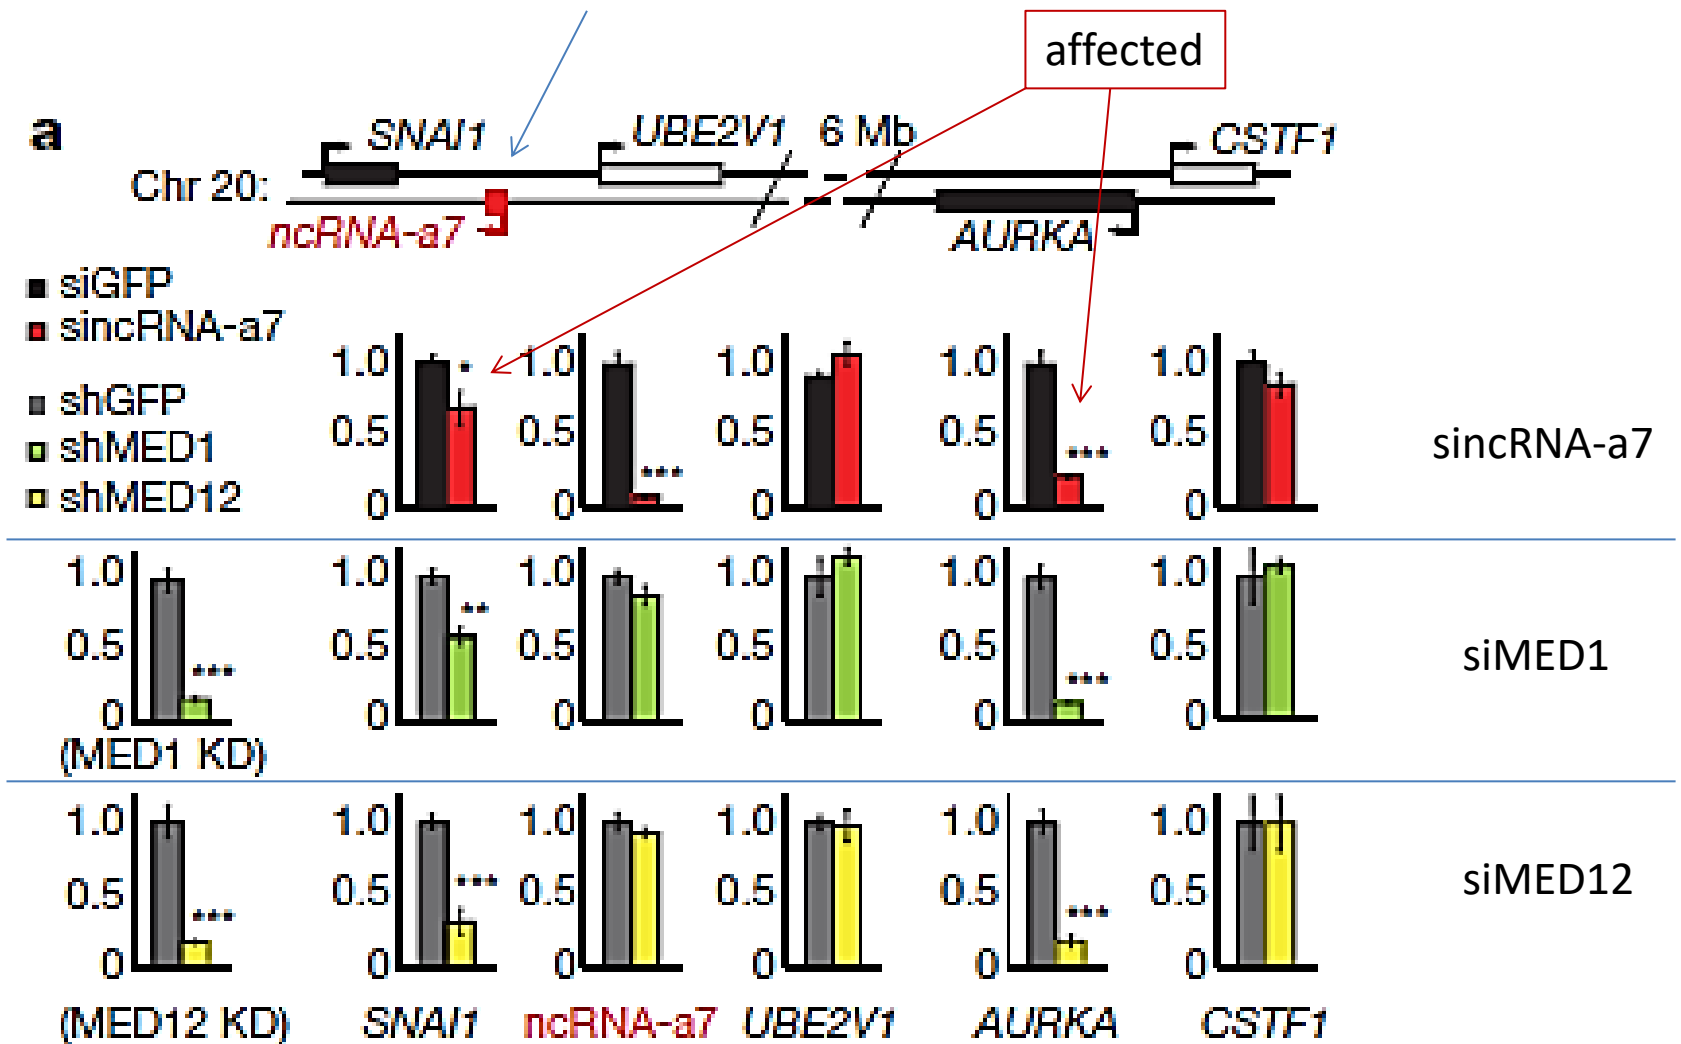 affected
a
SNAI1 UBE2V1 6 Mb CSTF1
Chr 20:
ncRNA-a7 AURKA
siGFP
sincRNA-a7
shGFP
shMED1
shMED12
1.0 1.0 1.0 1.0 1.0
* 
0.5 0.5 0.5 0.5 0.5 sincRNA-a7
*** ***
0 0 0 0 0
1.0 1.0 1.0 1.0 1.0 1.0
**
0.5 0.5 0.5 0.5 0.5 0.5 siMED1
*** ***
0 0 0 0 0 0
(MED1 KD)
1.0 1.0 1.0 1.0 1.0 1.0
0.5 0.5 0.5 0.5 0.5 0.5 siMED12
*** *** ***
0 0 0 0 0 0
(MED12 KD) SNAI1 ncRNA-a7 UBE2V1 AURKA CSTF1